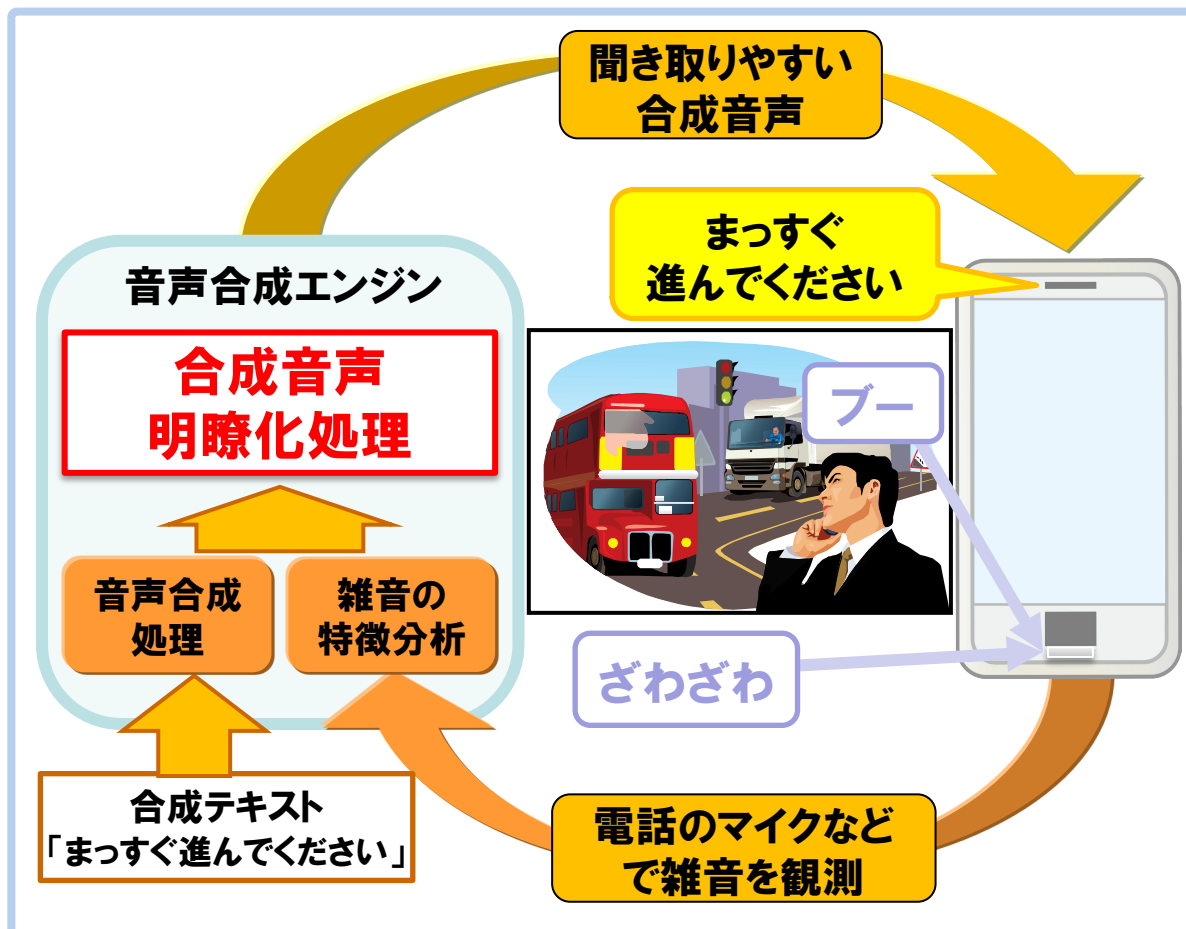 聞き取りやすい
合成音声
まっすぐ
進んでください
音声合成エンジン
合成音声
明瞭化処理
ブー
音声合成
処理
雑音の
特徴分析
ざわざわ
合成テキスト
「まっすぐ進んでください」
電話のマイクなど
で雑音を観測